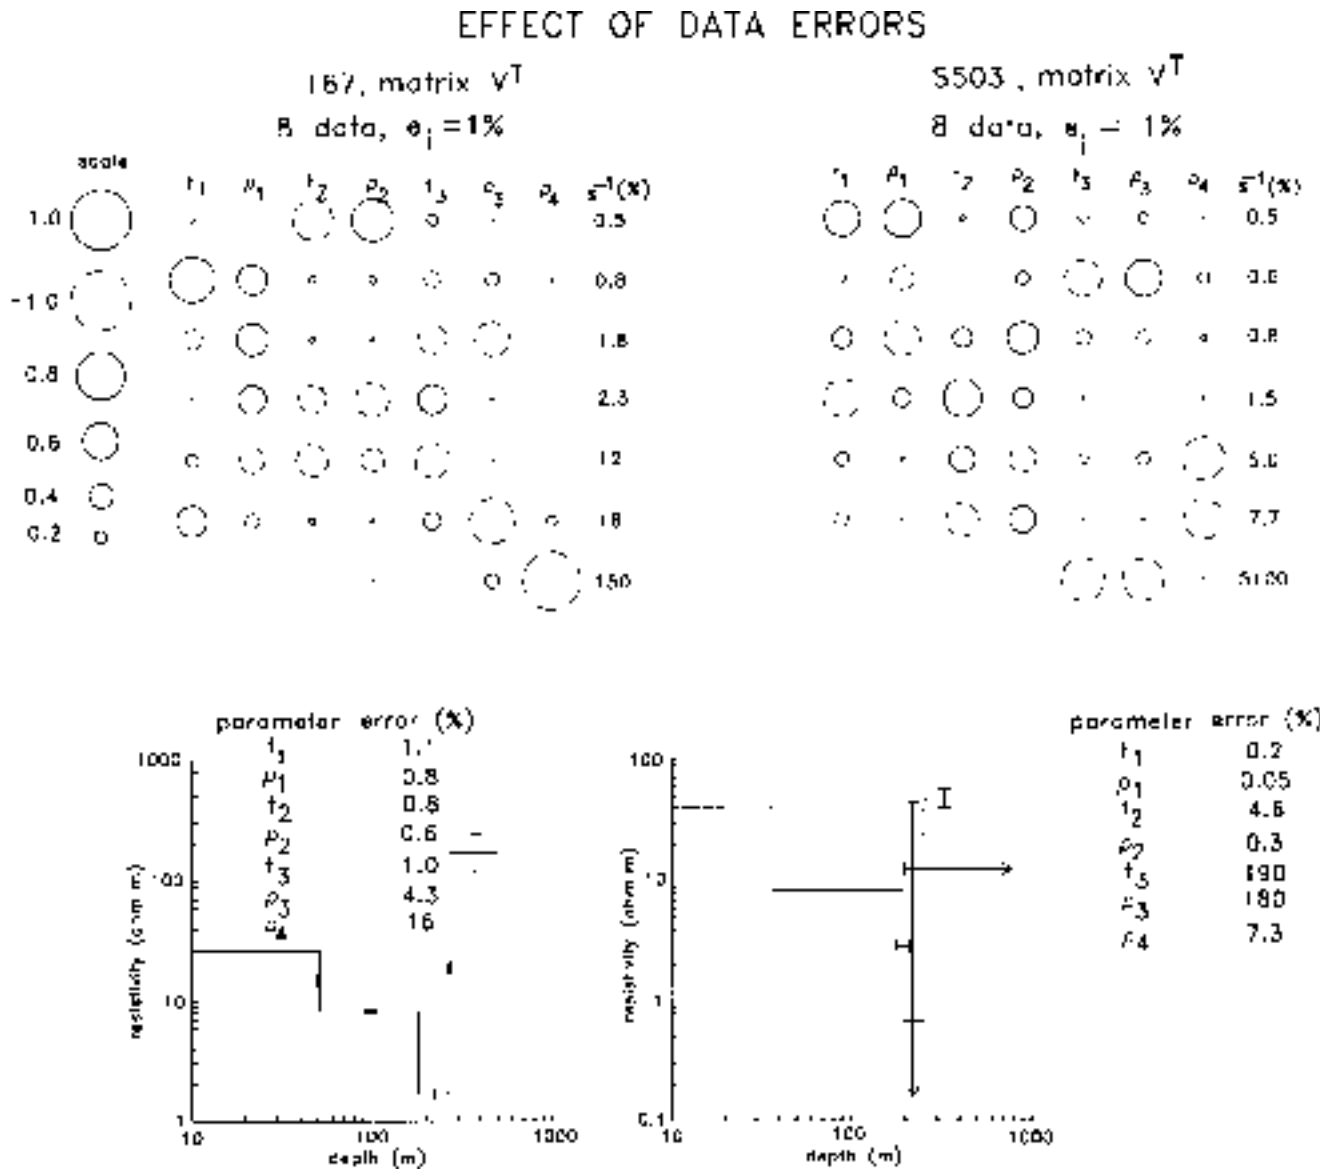 EFFECT OF DATA ERRORS
167, matrix V^T
8 data, e_i = 1%
S503, matrix V^T
8 data, e_i = 1%
scale
t1 ρ1 t2 ρ2 t3 ρ3 ρ4 s^-1(%)
t1 ρ1 t2 ρ2 t3 ρ3 ρ4 s^-1(%)
1.0
-1.0
0.8
0.6
0.4
0.2
0.5
0.8
1.8
2.3
12
18
150
0.5
0.8
1.5
7.7
parameter error (%)
t1 1.1
ρ1 0.8
t2 0.8
ρ2 0.6
t3 1.0
ρ3 4.3
ρ4 16
1000
100
10
1
resistivity (ohm m)
10 100 1000
depth (m)
100
10
1
0.1
resistivity (ohm m)
10 100 1000
depth (m)
parameter error (%)
t1 0.2
ρ1 0.05
t2 4.6
ρ2 0.3
t3 190
ρ3 180
ρ4 7.3